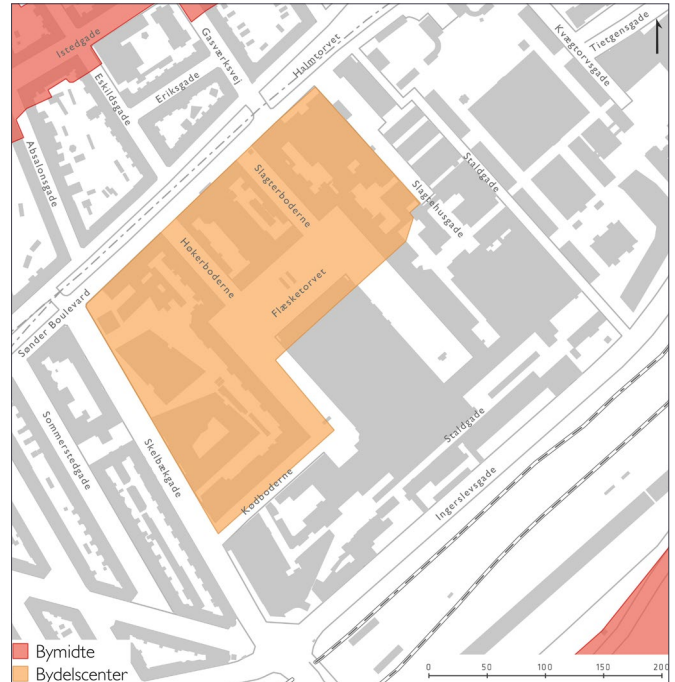 Istedgade
Gasværksvej
Halmtorvet
Kvægtorvsgade
Tietgensgade
Eskildsgade
Eriksgade
Absalonsgade
Slagterboderne
Staldgade
Slagtehusgade
Høkerboderne
Flæsketorvet
Sønder Boulevard
Sommerstedgade
Skelbækgade
Kødboderne
Staldgade
Ingerslevsgade
Bymidte
Bydelscenter
0 50 100 150 200